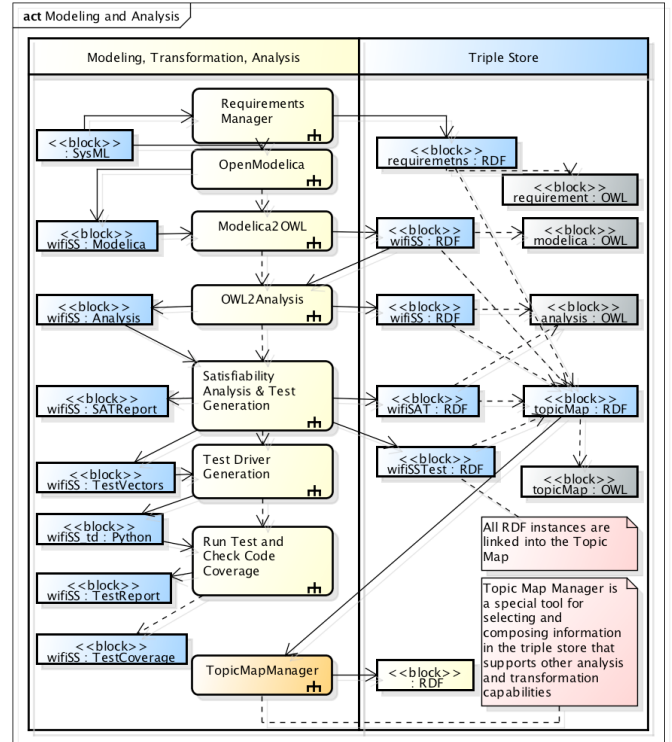 act Modeling and Analysis
Modeling, Transformation, Analysis
Triple Store
Requirements
Manager
<<block>>
: SysML
<<block>>
requiremetns : RDF
OpenModelica
<<block>>
requirement : OWL
Modelica2OWL
<<block>>
wifiSS : Modelica
<<block>>
wifiSS : RDF
<<block>>
modelica : OWL
OWL2Analysis
<<block>>
wifiSS : Analysis
<<block>>
wifiSS : RDF
<<block>>
analysis : OWL
Satisfiability
Analysis & Test
Generation
<<block>>
wifiSS : SATReport
<<block>>
wifiSAT : RDF
<<block>>
topicMap : RDF
Test Driver
Generation
<<block>>
wifiSS : TestVectors
<<block>>
wifiSSTest : RDF
<<block>>
topicMap : OWL
<<block>>
wifiSS_td : Python
Run Test and
Check Code
Coverage
All RDF instances are
linked into the Topic
Map
<<block>>
wifiSS : TestReport
Topic Map Manager is
a special tool for
selecting and
composing information
in the triple store that
supports other analysis
and transformation
capabilities
<<block>>
wifiSS : TestCoverage
TopicMapManager
<<block>>
: RDF